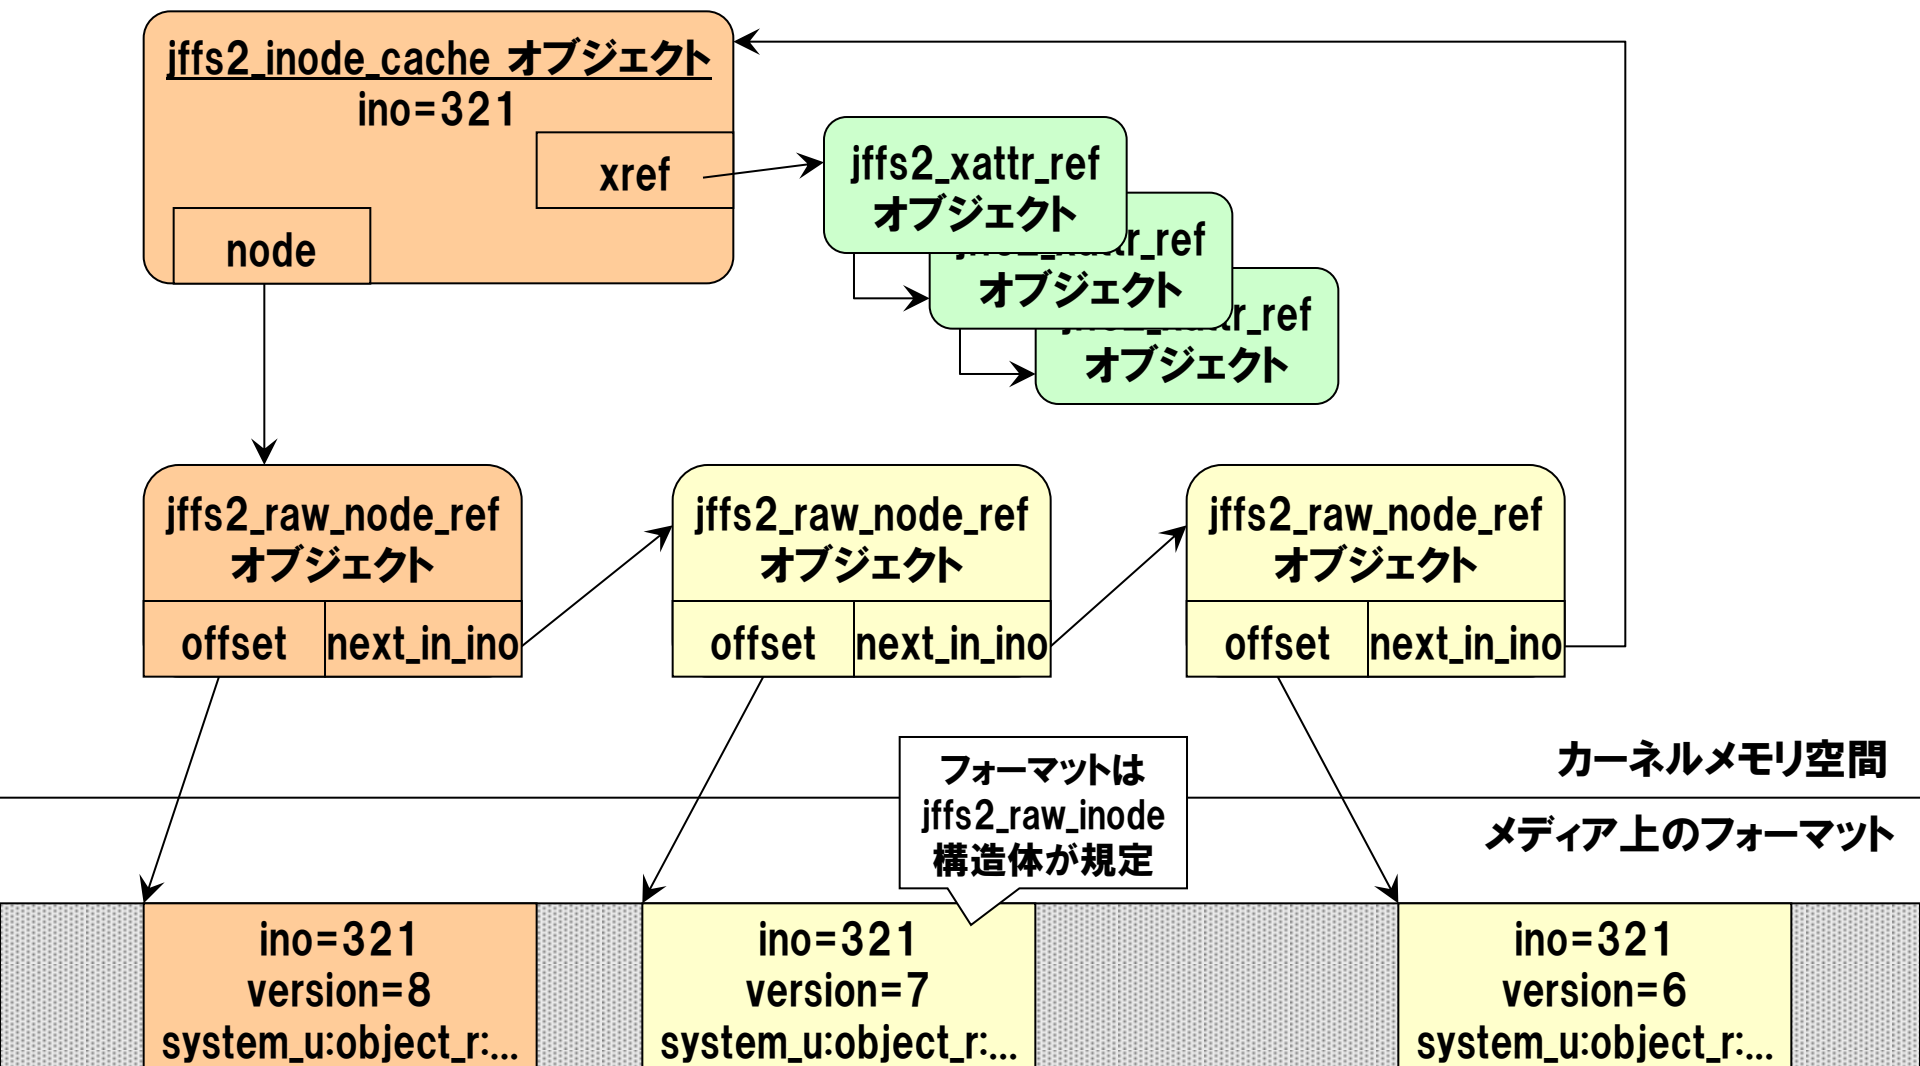 jffs2_inode_cache オブジェクト
ino=321
xref
node
jffs2_xattr_ref
オブジェクト
r_ref
オブジェクト
r_ref
オブジェクト
jffs2_raw_node_ref
オブジェクト
offset
next_in_ino
jffs2_raw_node_ref
オブジェクト
offset
next_in_ino
jffs2_raw_node_ref
オブジェクト
offset
next_in_ino
カーネルメモリ空間
メディア上のフォーマット
フォーマットは
jffs2_raw_inode
構造体が規定
ino=321
version=8
system_u:object_r:...
ino=321
version=7
system_u:object_r:...
ino=321
version=6
system_u:object_r:...